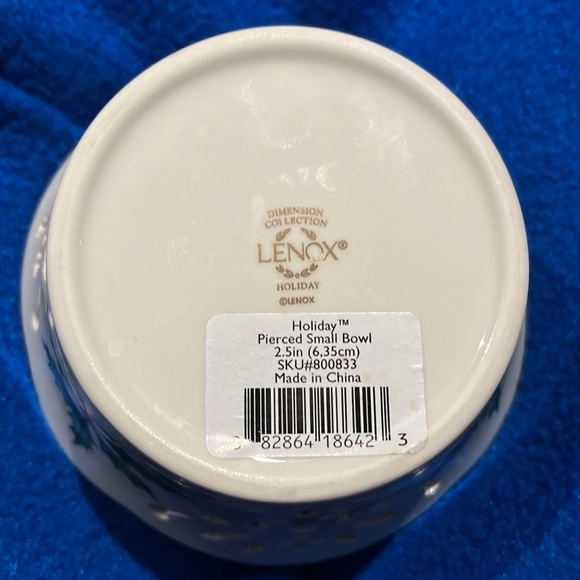 DIMENSION
COLLECTION
LENOX®
HOLIDAY
©LENOX
Holiday™
Pierced Small Bowl
2.5in (6,35cm)
SKU#800833
Made in China
82864 18642 3